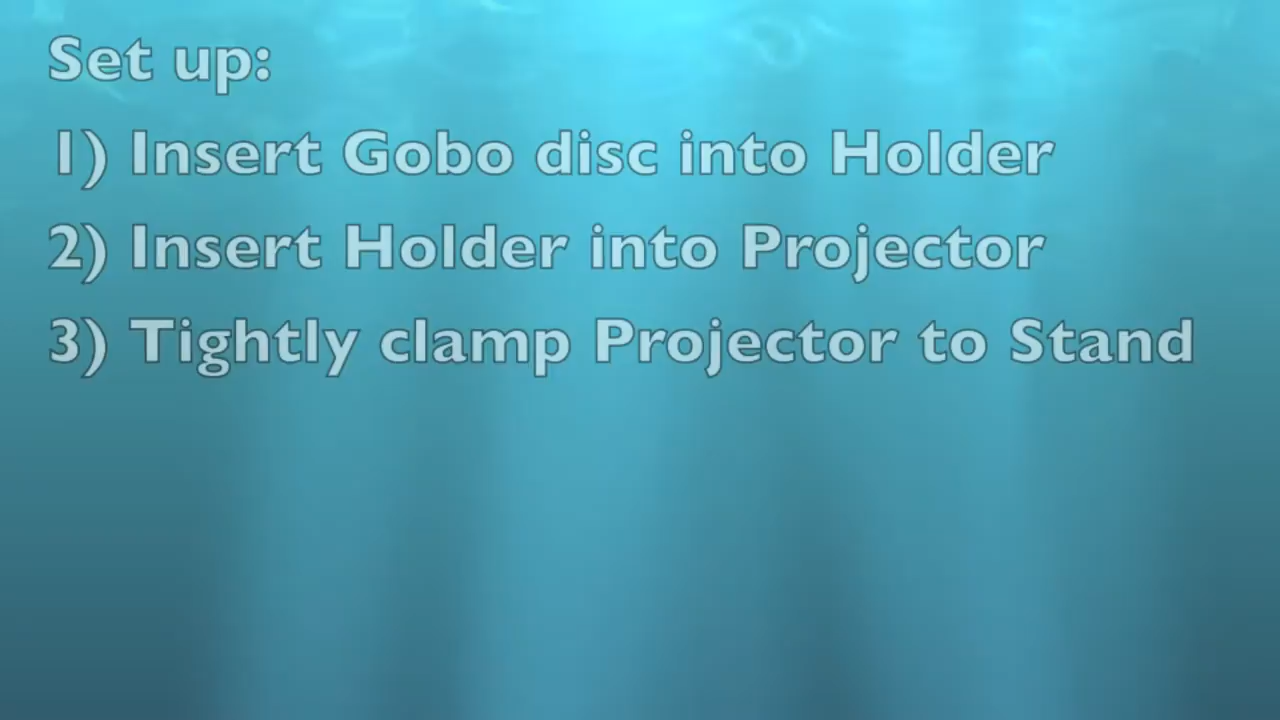 Set up:
1) Insert Gobo disc into Holder
2) Insert Holder into Projector
3) Tightly clamp Projector to Stand